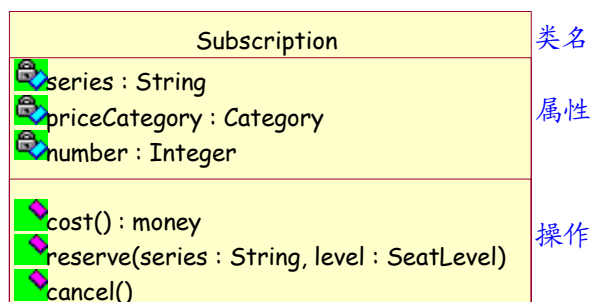 Subscription
类名
series : String
priceCategory : Category
属性
number : Integer
cost() : money
操作
reserve(series : String, level : SeatLevel)
cancel()